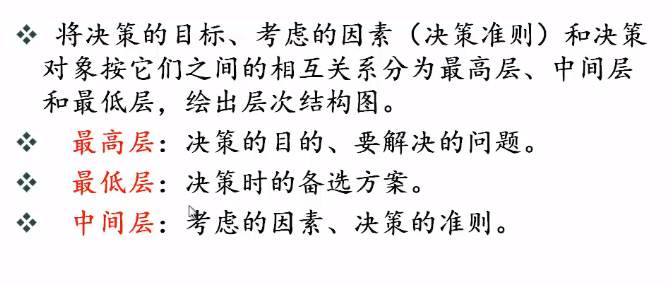 ❖ 将决策的目标、考虑的因素（决策准则）和决策
对象按它们之间的相互关系分为最高层、中间层
和最低层，绘出层次结构图。
❖ 最高层：决策的目的、要解决的问题。
❖ 最低层：决策时的备选方案。
❖ 中间层：考虑的因素、决策的准则。